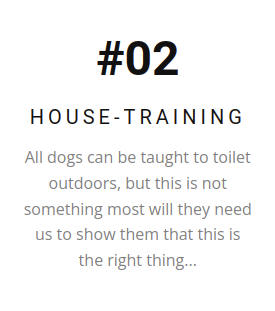 #02
HOUSE-TRAINING
All dogs can be taught to toilet
outdoors, but this is not
something most will they need
us to show them that this is
the right thing...